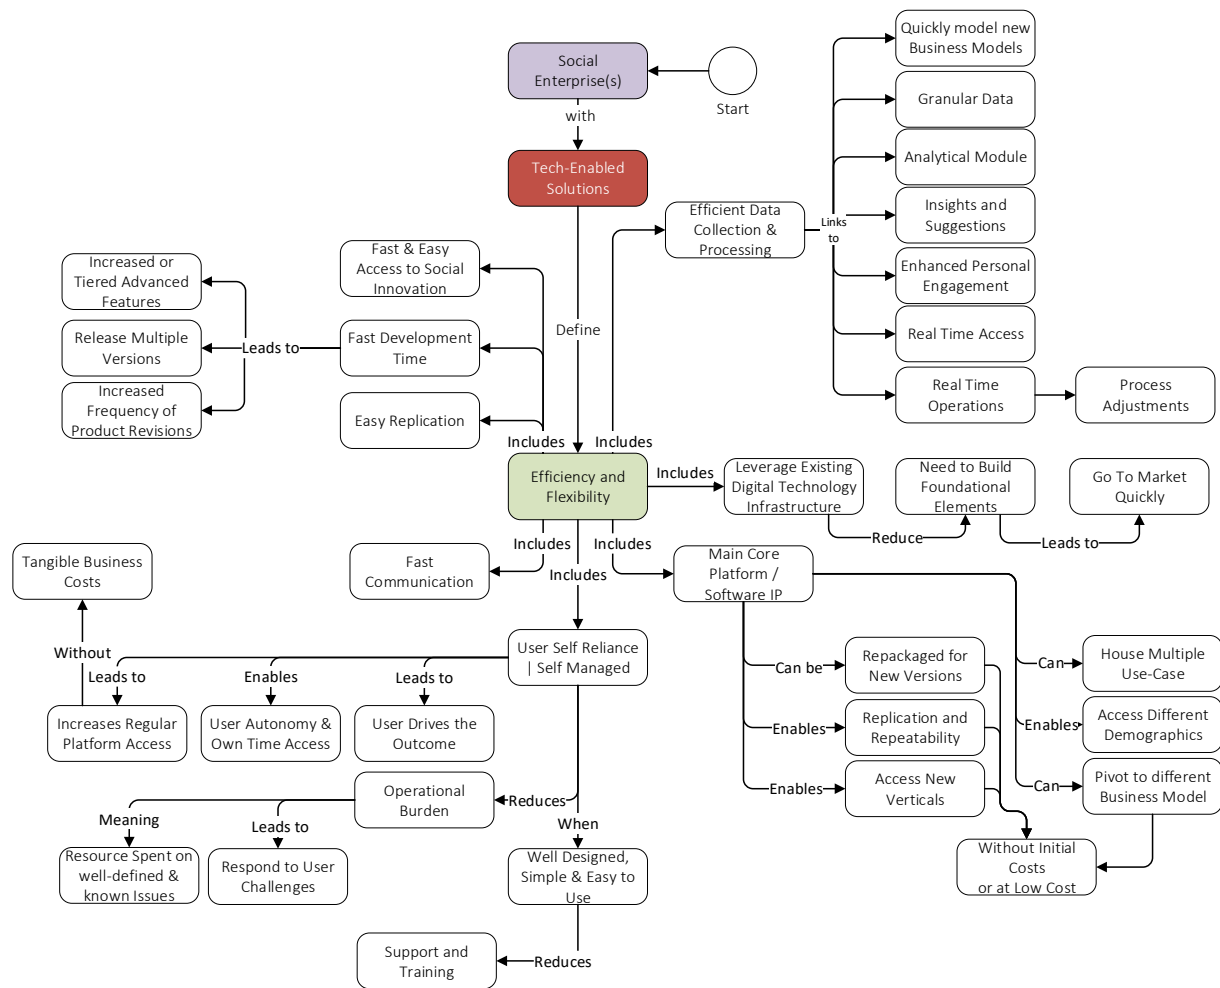 Social
Enterprise(s)
Start
with
Tech-Enabled
Solutions
Define
Quickly model new
Business Models
Granular Data
Analytical Module
Insights and
Suggestions
Enhanced Personal
Engagement
Real Time Access
Real Time
Operations
Process
Adjustments
Efficient Data
Collection &
Processing
Links
to
Fast & Easy
Access to Social
Innovation
Fast Development
Time
Easy Replication
Leads to
Increased or
Tiered Advanced
Features
Release Multiple
Versions
Increased
Frequency of
Product Revisions
Includes
Includes
Efficiency and
Flexibility
Includes
Leverage Existing
Digital Technology
Infrastructure
Reduce
Need to Build
Foundational
Elements
Leads to
Go To Market
Quickly
Includes
Includes
Includes
Fast
Communication
Main Core
Platform /
Software IP
Tangible Business
Costs
Without
User Self Reliance
| Self Managed
Leads to
Enables
Leads to
Increases Regular
Platform Access
User Autonomy &
Own Time Access
User Drives the
Outcome
Can be
Repackaged for
New Versions
Enables
Replication and
Repeatability
Enables
Access New
Verticals
Can
House Multiple
Use-Case
Enables
Access Different
Demographics
Can
Pivot to different
Business Model
Without Initial
Costs
or at Low Cost
Operational
Burden
Reduces
Meaning
Leads to
When
Resource Spent on
well-defined &
known Issues
Respond to User
Challenges
Well Designed,
Simple & Easy to
Use
Support and
Training
Reduces